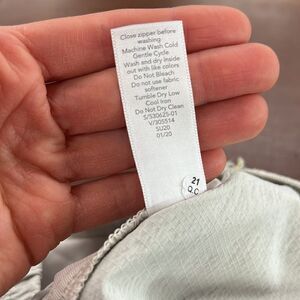 Close zipper before
washing
Machine Wash Cold
Gentle Cycle
Wash and dry inside
out with like colors
Do Not Bleach
Do not use fabric
softener
Tumble Dry Low
Cool Iron
Do Not Dry Clean
S/S30625-01
V/305514
SU20
01/20
21
Q.C